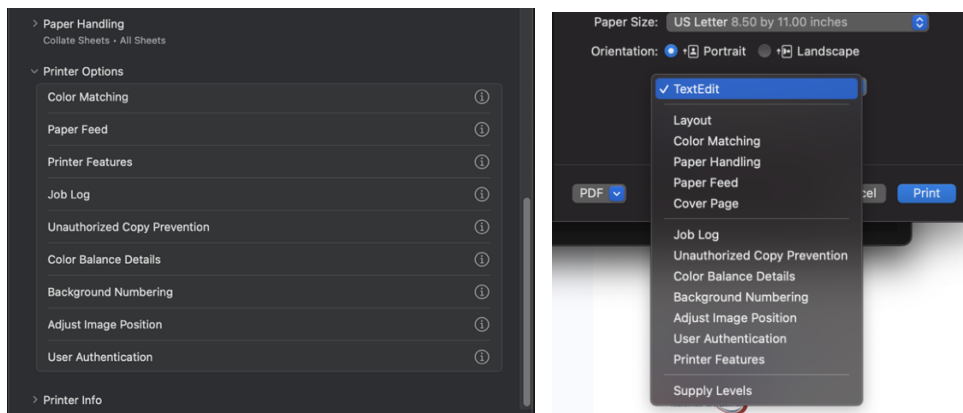 Paper Handling
Collate Sheets • All Sheets
Printer Options
Color Matching
Paper Feed
Printer Features
Job Log
Unauthorized Copy Prevention
Color Balance Details
Background Numbering
Adjust Image Position
User Authentication
Printer Info
Paper Size: US Letter 8.50 by 11.00 inches
Orientation: Portrait Landscape
✓ TextEdit
Layout
Color Matching
Paper Handling
Paper Feed
Cover Page
PDF cel Print
Job Log
Unauthorized Copy Prevention
Color Balance Details
Background Numbering
Adjust Image Position
User Authentication
Printer Features
Supply Levels